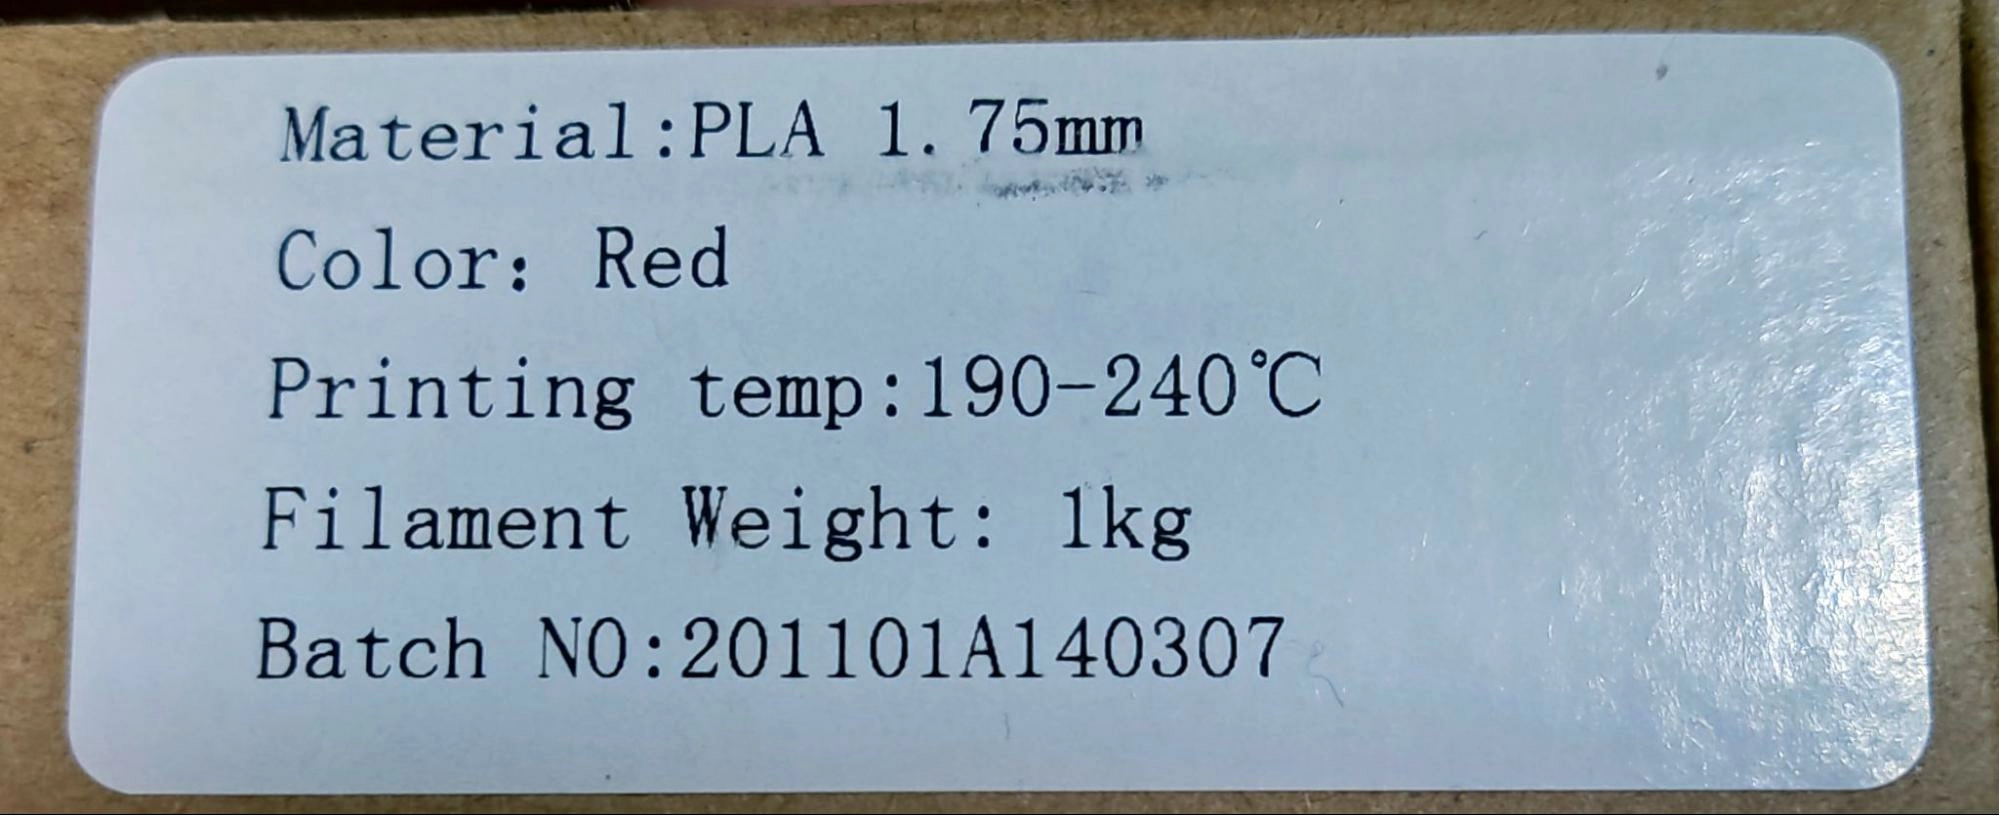 Material:PLA 1.75mm
Color: Red
Printing temp:190-240℃
Filament Weight: 1kg
Batch NO:201101A140307